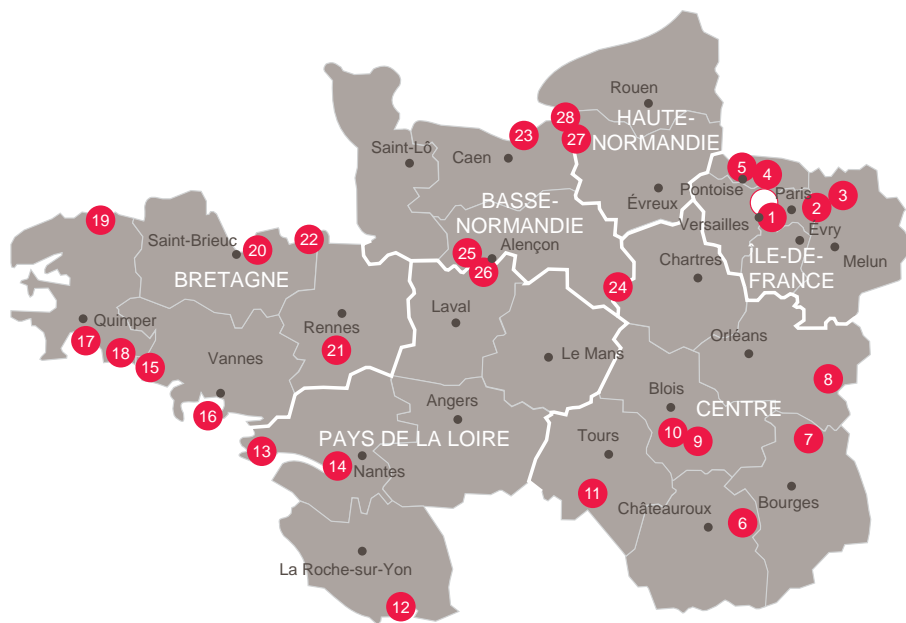 Rouen
28
HAUTE-
NORMANDIE
23
27
Saint-Lô
Caen
5
4
Pontoise
Paris
3
Évreux
2
BASSE-
NORMANDIE
1
Versailles
19
Évry
Saint-Brieuc
20
22
25
Alençon
ÎLE-DE-
FRANCE
Melun
BRETAGNE
26
Chartres
24
Quimper
Laval
Rennes
Orléans
17
18
15
21
Le Mans
Vannes
8
Blois
16
Angers
CENTRE
10
9
7
PAYS DE LA LOIRE
Tours
13
14
Nantes
11
Bourges
Châteauroux
6
La Roche-sur-Yon
12